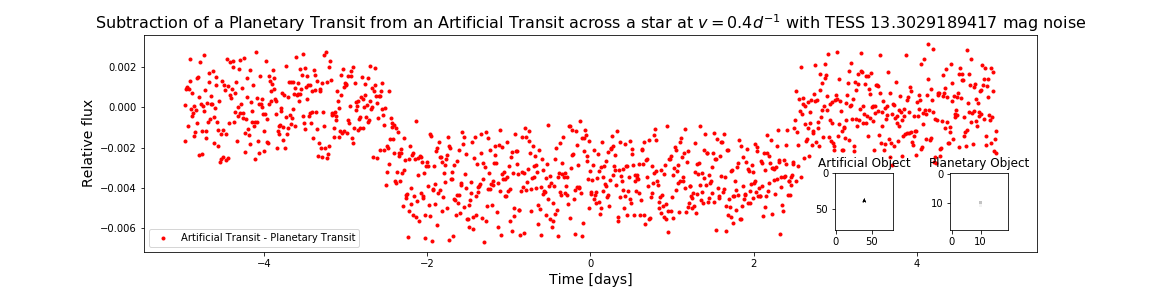 Subtraction of a Planetary Transit from an Artificial Transit across a star at v = 0.4d⁻¹ with TESS 13.3029189417 mag noise
Relative flux
0.002
0.000
−0.002
−0.004
−0.006
Artificial Transit - Planetary Transit
Artificial Object
0
50
0 50
Planetary Object
0
10
0 10
−4 −2 0 2 4
Time [days]